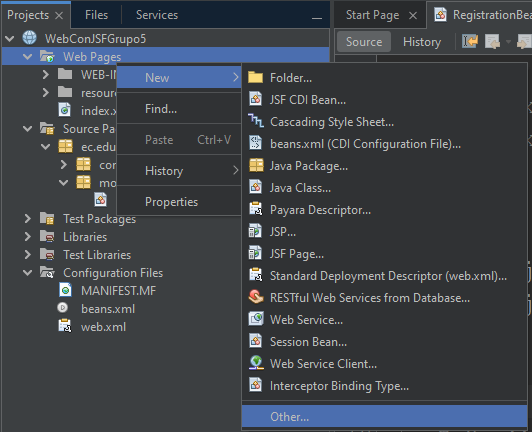 Projects
Files
Services
Start Page
RegistrationBea
Source
History
WebConJSFGrupo5
Web Pages
WEB-IN
resour
index.x
Source Pa
ec.edu
con
mo
Test Packages
Libraries
Test Libraries
Configuration Files
MANIFEST.MF
beans.xml
web.xml
New
Find...
Paste Ctrl+V
History
Properties
Folder...
JSF CDI Bean...
Cascading Style Sheet...
beans.xml (CDI Configuration File)...
Java Package...
Java Class...
Payara Descriptor...
JSP...
JSF Page...
Standard Deployment Descriptor (web.xml)...
RESTful Web Services from Database...
Web Service...
Session Bean...
Web Service Client...
Interceptor Binding Type...
Other...